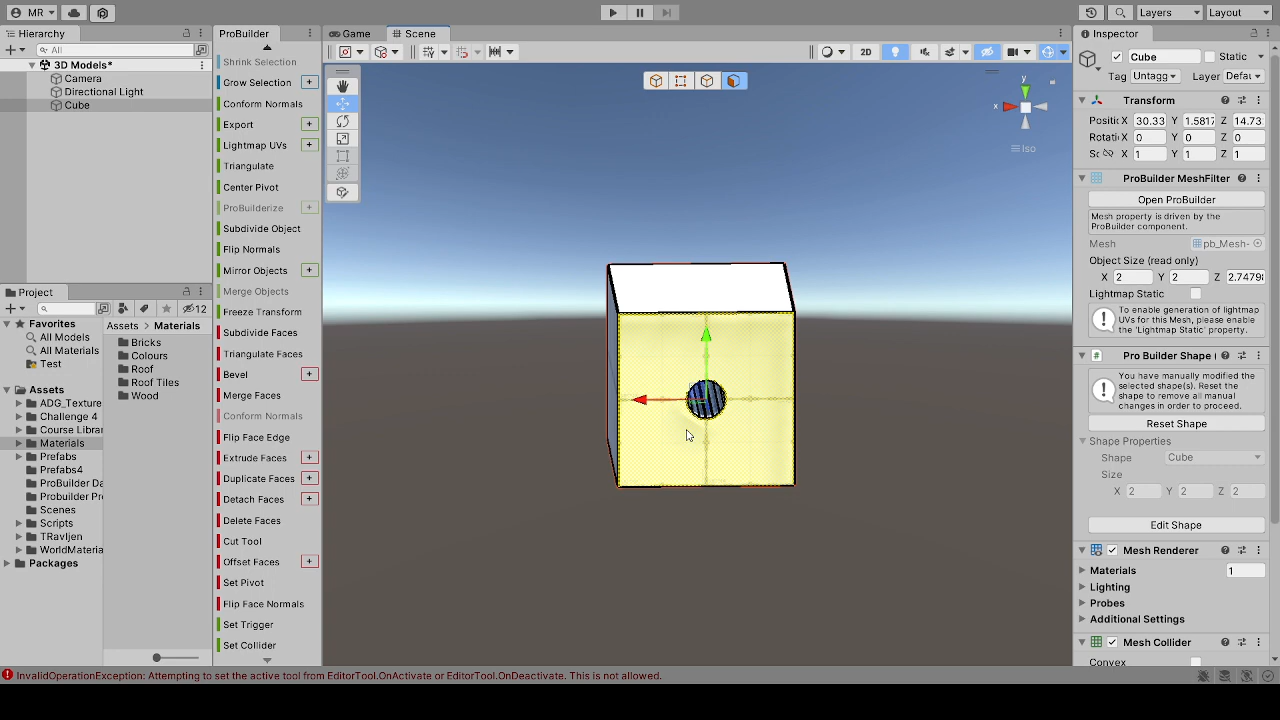 MR
Layers
Layout
Hierarchy
All
3D Models*
Camera
Directional Light
Cube
Project
12
Favorites
All Models
All Materials
Test
Assets
ADG_Texture
Challenge 4
Course Librar
Materials
Prefabs
Prefabs4
ProBuilder Da
Probuilder Pr
Scenes
Scripts
TRavljen
WorldMateria
Packages
Assets > Materials
Bricks
Colours
Roof
Roof Tiles
Wood
ProBuilder
Shrink Selection
Grow Selection
Conform Normals
Export
Lightmap UVs
Triangulate
Center Pivot
ProBuilderize
Subdivide Object
Flip Normals
Mirror Objects
Merge Objects
Freeze Transform
Subdivide Faces
Triangulate Faces
Bevel
Merge Faces
Conform Normals
Flip Face Edge
Extrude Faces
Duplicate Faces
Detach Faces
Delete Faces
Cut Tool
Offset Faces
Set Pivot
Flip Face Normals
Set Trigger
Set Collider
Game
Scene
2D
y
x
Iso
Inspector
Cube
Static
Tag Untagg
Layer Defau
Transform
Positi X 30.33 Y 1.5817 Z 14.73
Rotati X 0 Y 0 Z 0
Sc X 1 Y 1 Z 1
ProBuilder MeshFilter
Open ProBuilder
Mesh property is driven by the
ProBuilder component.
Mesh pb_Mesh-
Object Size (read only)
X 2 Y 2 Z 2.7479
Lightmap Static
To enable generation of lightmap
UVs for this Mesh, please enable
the 'Lightmap Static' property.
Pro Builder Shape (
You have manually modified the
selected shape(s). Reset the
shape to remove all manual
changes in order to proceed.
Reset Shape
Shape Properties
Shape Cube
Size
X 2 Y 2 Z 2
Edit Shape
Mesh Renderer
Materials 1
Lighting
Probes
Additional Settings
Mesh Collider
Convex
InvalidOperationException: Attempting to set the active tool from EditorTool.OnActivate or EditorTool.OnDeactivate. This is not allowed.